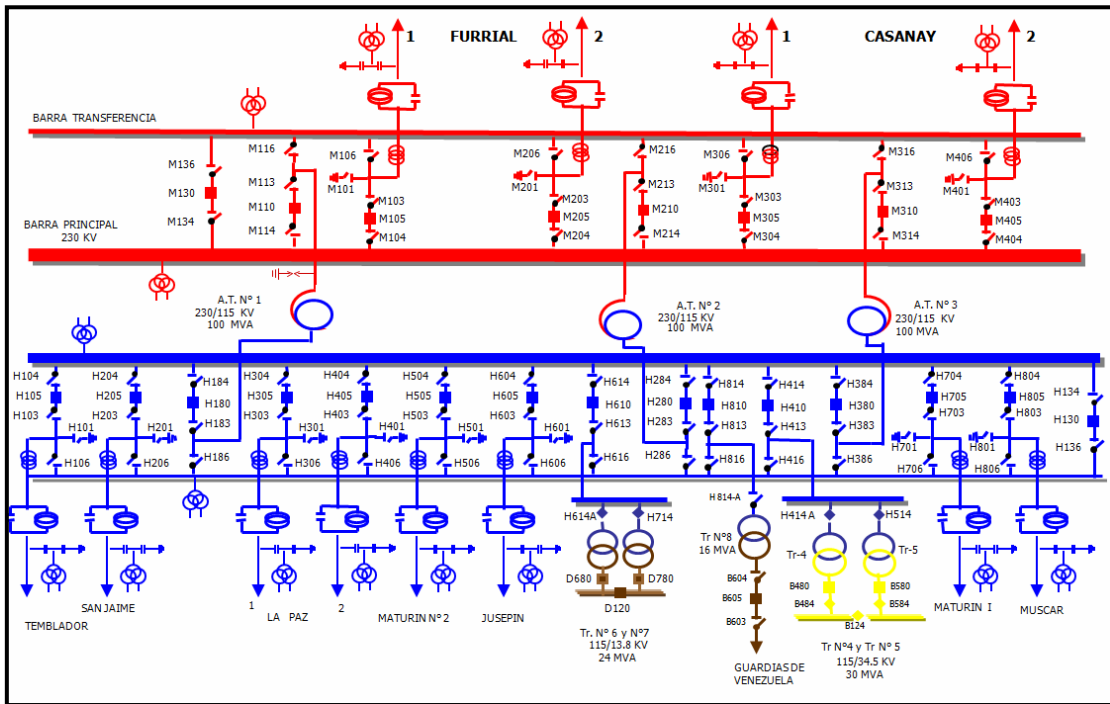 1 FURRIAL 2 1 CASANAY 2
BARRA TRANSFERENCIA
M136
M130
M134
M116
M113
M110
M114
M106
M101
M103
M105
M104
M206
M201
M203
M205
M204
M216
M213
M210
M214
M306
M301
M303
M305
M304
M316
M313
M310
M314
M406
M401
M403
M405
M404
BARRA PRINCIPAL
230 KV
A.T. N° 1
230/115 KV
100 MVA
A.T. N° 2
230/115 KV
100 MVA
A.T. N° 3
230/115 KV
100 MVA
H104
H105
H103
H101
H106
H204
H205
H203
H201
H206
H184
H180
H183
H186
H304
H305
H303
H301
H306
H404
H405
H403
H401
H406
H504
H505
H503
H501
H506
H604
H605
H603
H601
H606
H614
H610
H613
H616
H284
H280
H283
H286
H814
H810
H813
H816
H414
H410
H413
H416
H384
H380
H383
H386
H704
H705
H703
H701
H706
H804
H805
H803
H801
H806
H134
H130
H136
H614A
H714
D680
D780
D120
Tr. N° 6 y N°7
115/13.8 KV
24 MVA
H 814-A
Tr N°8
16 MVA
B604
B605
B603
GUARDIAS DE
VENEZUELA
H414 A
H514
Tr-4
Tr-5
B480
B580
B484
B584
B124
Tr N°4 y Tr N° 5
115/34.5 KV
30 MVA
TEMBLADOR
SAN JAIME
1 LA PAZ 2
MATURIN N° 2
JUSEPIN
MATURIN I
MUSCAR